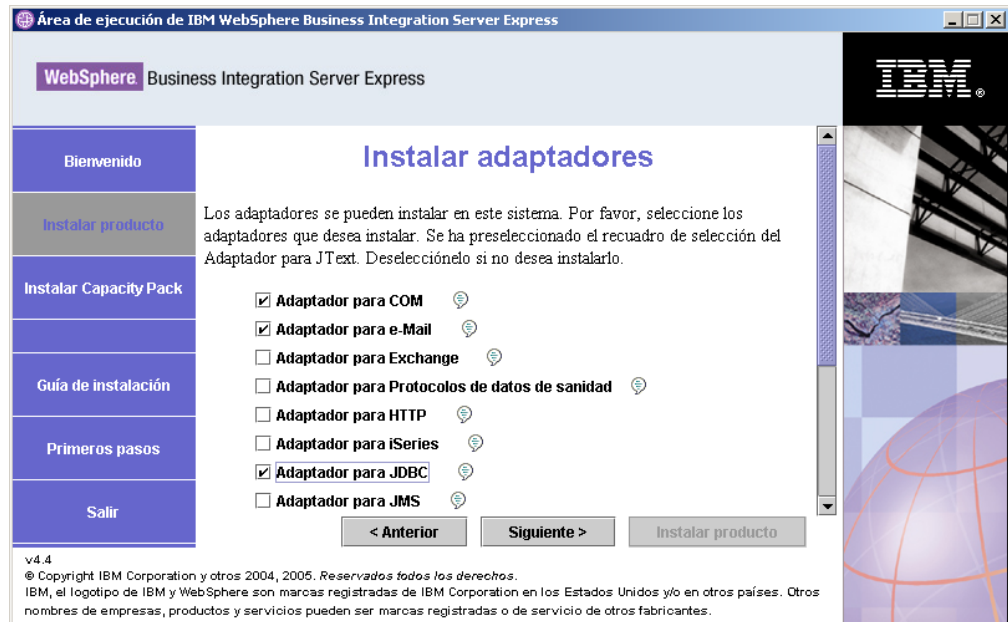 Área de ejecución de IBM WebSphere Business Integration Server Express
WebSphere. Business Integration Server Express
IBM®
Bienvenido
Instalar producto
Instalar Capacity Pack
Guía de instalación
Primeros pasos
Salir
Instalar adaptadores
Los adaptadores se pueden instalar en este sistema. Por favor, seleccione los
adaptadores que desea instalar. Se ha preseleccionado el recuadro de selección del
Adaptador para JText. Deselecciónelo si no desea instalarlo.
Adaptador para COM
Adaptador para e-Mail
Adaptador para Exchange
Adaptador para Protocolos de datos de sanidad
Adaptador para HTTP
Adaptador para iSeries
Adaptador para JDBC
Adaptador para JMS
< Anterior
Siguiente >
Instalar producto
v4.4
© Copyright IBM Corporation y otros 2004, 2005. Reservados todos los derechos.
IBM, el logotipo de IBM y WebSphere son marcas registradas de IBM Corporation en los Estados Unidos y/o en otros países. Otros
nombres de empresas, productos y servicios pueden ser marcas registradas o de servicio de otros fabricantes.